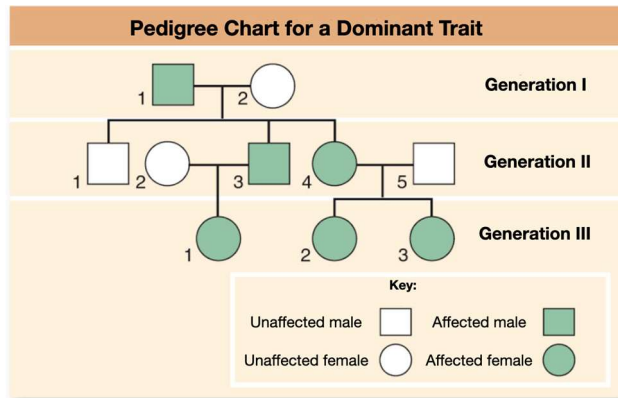 Pedigree Chart for a Dominant Trait
Generation I
1 2
Generation II
1 2 3 4 5
Generation III
1 2 3
Key:
Unaffected male Affected male
Unaffected female Affected female